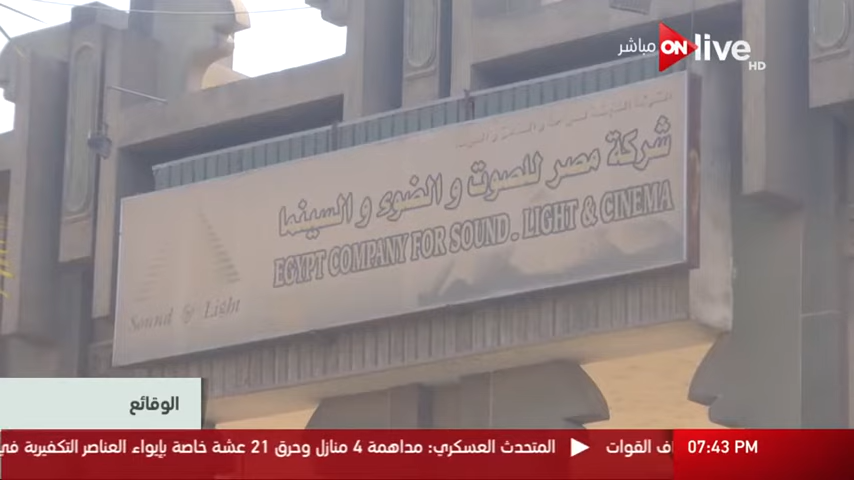 مباشر ON live
HD
شركة مصر للصوت و الضوء و السينما
EGYPT COMPANY FOR SOUND . LIGHT & CINEMA
Sound & Light
الوقائع
ف القوات ◀ المتحدث العسكري: مداهمة 4 منازل وحرق 21 عشة خاصة بإيواء العناصر التكفيرية في
07:43 PM